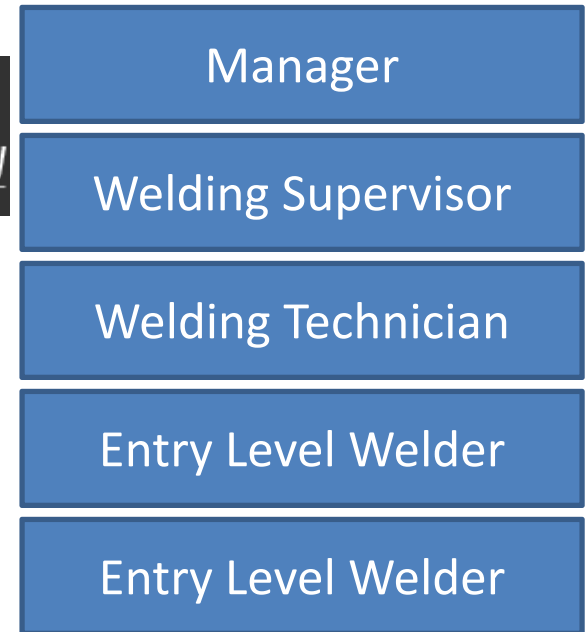 Manager
Welding Supervisor
Welding Technician
Entry Level Welder
Entry Level Welder